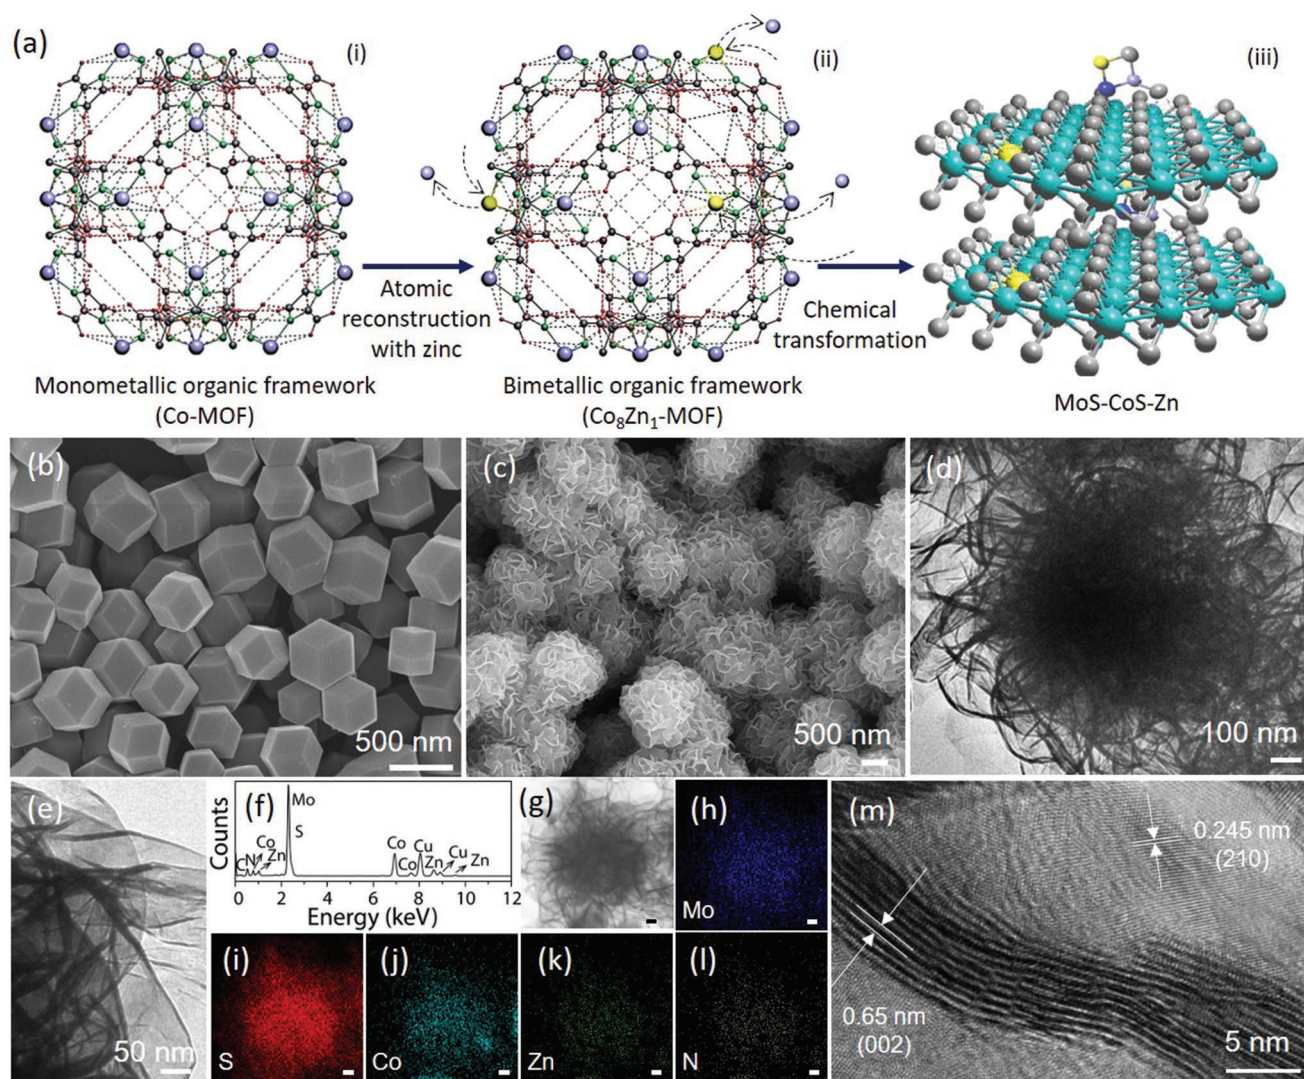 (a)
(i)
(ii)
(iii)
Atomic
reconstruction
with zinc
Chemical
transformation
Monometallic organic framework
(Co-MOF)
Bimetallic organic framework
(Co₈Zn₁-MOF)
MoS-CoS-Zn
(b)
500 nm
(c)
500 nm
(d)
100 nm
(e)
50 nm
(f)
Counts
Mo
S
C
N
Co
Zn
Co
Co
Cu
Zn
Cu
Zn
0 2 4 6 8 10 12
Energy (keV)
(g)
(h)
Mo
(i)
S
(j)
Co
(k)
Zn
(l)
N
(m)
0.245 nm
(210)
0.65 nm
(002)
5 nm